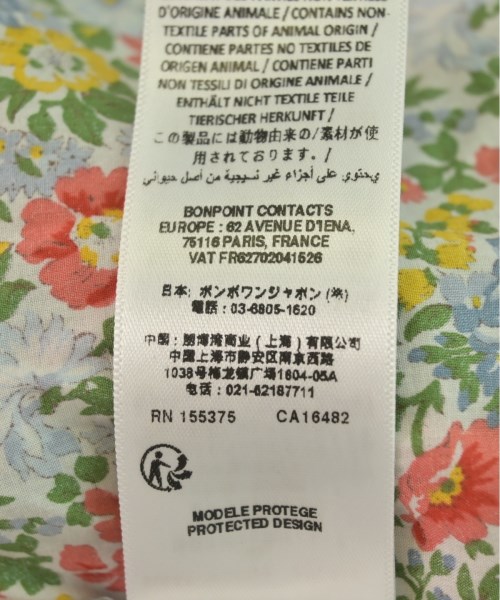 D'ORIGINE ANIMALE / CONTAINS NON-
TEXTILE PARTS OF ANIMAL ORIGIN /
CONTIENE PARTES NO TEXTILES DE
ORIGEN ANIMAL / CONTIENE PARTI
NON TESSILI DI ORIGINE ANIMALE /
ENTHÄLT NICHT TEXTILE TEILE
TIERISCHER HERKUNFT /
この製品には動物由来の/素材が使
用されております。/
يحتوي على أجزاء غير نسيجية من أصل حيواني
BONPOINT CONTACTS
EUROPE : 62 AVENUE D'IENA,
75116 PARIS, FRANCE
VAT FR62702041526
日本: ボンポワンジャポン (株)
電話 : 03-6805-1620
中国 : 朋博湾商业 ( 上海 ) 有限公司
中国上海市静安区南京西路
1038号梅龙镇广场1604-05A
电话 : 021-62187711
RN 155375 CA16482
MODELE PROTEGE
PROTECTED DESIGN